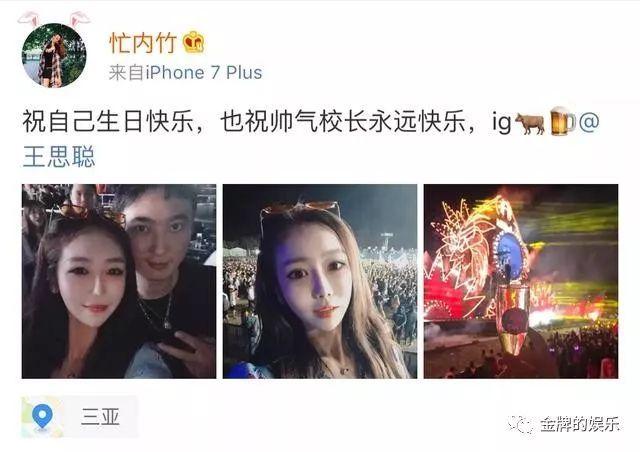 忙内竹
来自iPhone 7 Plus
祝自己生日快乐，也祝帅气校长永远快乐，ig🐂🍺@
王思聪
三亚
金牌的娱乐